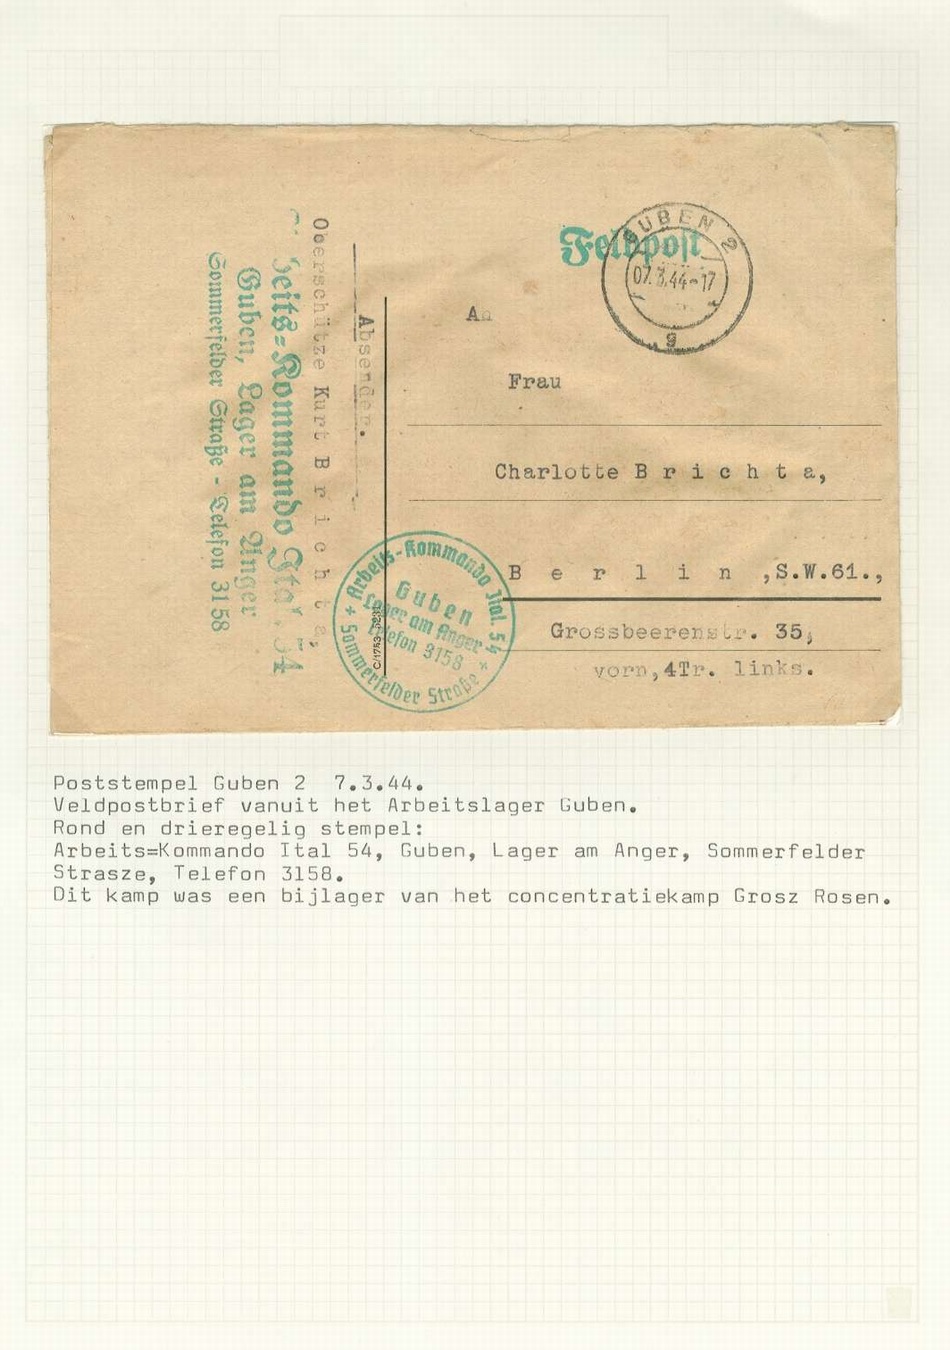 Feldpost
GUBEN 2
07.3.44-17
g
An
Frau
Charlotte B r i c h t a,
B e r l i n ,S.W.61.,
Grossbeerenstr. 35,
vorn,4Tr. links.
Absender.
Oberschütze Kurt B r i c h t a,
Kommando Ital. 54
Guben, Lager am Anger
Sommerfelder Straße - Telefon 3158
Arbeits-Kommando Ital. 54
Guben
Lager am Anger
Telefon 3158
Sommerfelder Straße
Poststempel Guben 2 7.3.44.
Veldpostbrief vanuit het Arbeitslager Guben.
Rond en drieregelig stempel:
Arbeits=Kommando Ital 54, Guben, Lager am Anger, Sommerfelder
Strasze, Telefon 3158.
Dit kamp was een bijlager van het concentratiekamp Grosz Rosen.